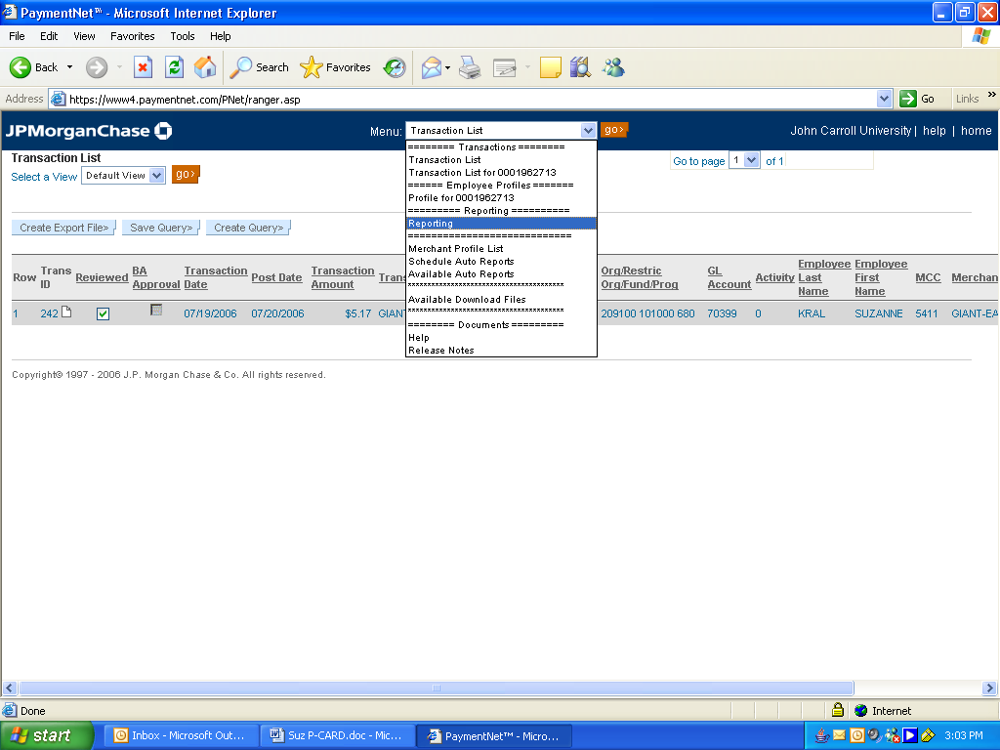 PaymentNet™ - Microsoft Internet Explorer
File Edit View Favorites Tools Help
Back Search Favorites
Address https://www4.paymentnet.com/PNet/ranger.asp Go Links »
JPMorganChase Menu: Transaction List go› John Carroll University | help | home
Transaction List
Select a View Default View go›
Go to page 1 of 1
======== Transactions ========
Transaction List
Transaction List for 0001962713
====== Employee Profiles =======
Profile for 0001962713
========= Reporting ==========
Reporting
============================
Merchant Profile List
Schedule Auto Reports
Available Auto Reports
**************************************
Available Download Files
**************************************
======== Documents =========
Help
Release Notes
Create Export File> Save Query> Create Query>
Row Trans ID Reviewed BA Approval Transaction Date Post Date Transaction Amount Trans Org/Restric Org/Fund/Prog GL Account Activity Employee Last Name Employee First Name MCC Merchan
1 242 07/19/2006 07/20/2006 $5.17 GIANT 209100 101000 680 70399 0 KRAL SUZANNE 5411 GIANT-EA
Copyright© 1997 - 2006 J.P. Morgan Chase & Co. All rights reserved.
Done Internet
start Inbox - Microsoft Out... Suz P-CARD.doc - Mic... PaymentNet™ - Micro... 3:03 PM